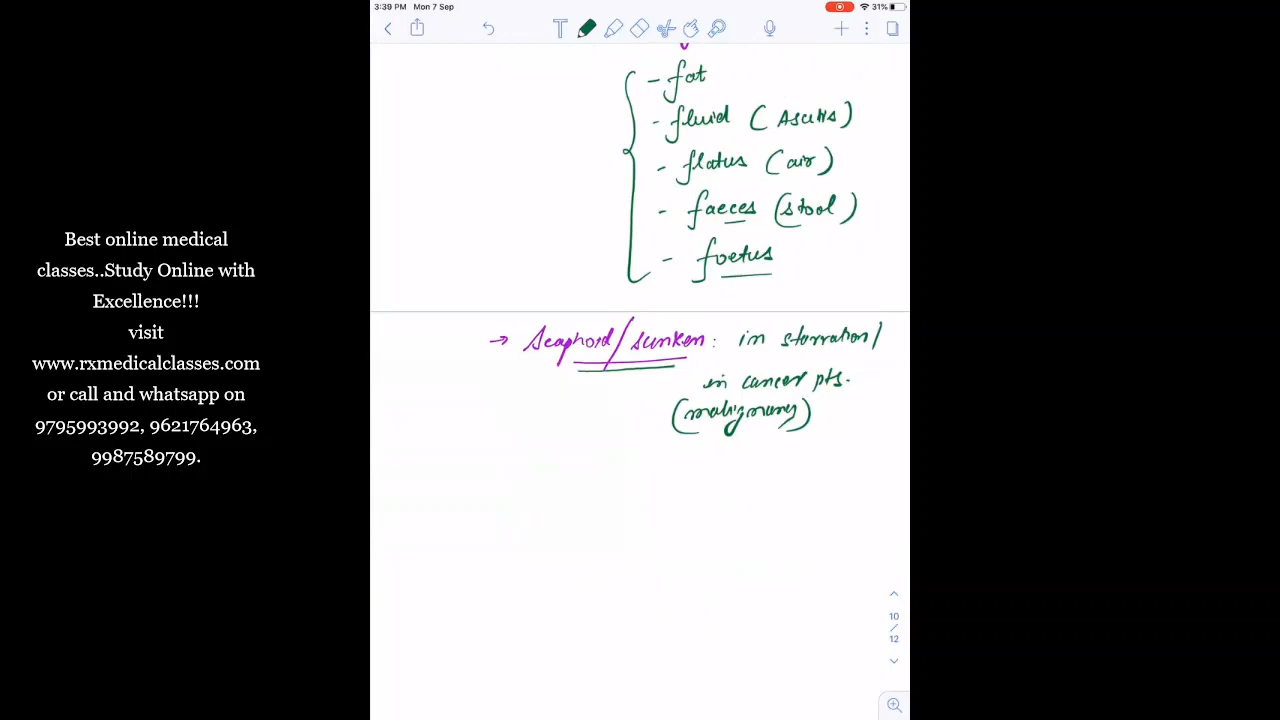 3:39 PM Mon 7 Sep
31%
- fat
- fluid (Ascitis)
- flatus (air)
- faeces (stool)
- foetus
→ Scaphoid/sunken: in starvation/
in cancer pts.
(malignancy)
Best online medical
classes..Study Online with
Excellence!!!
visit
www.rxmedicalclasses.com
or call and whatsapp on
9795993992, 9621764963,
9987589799.
10
/
12